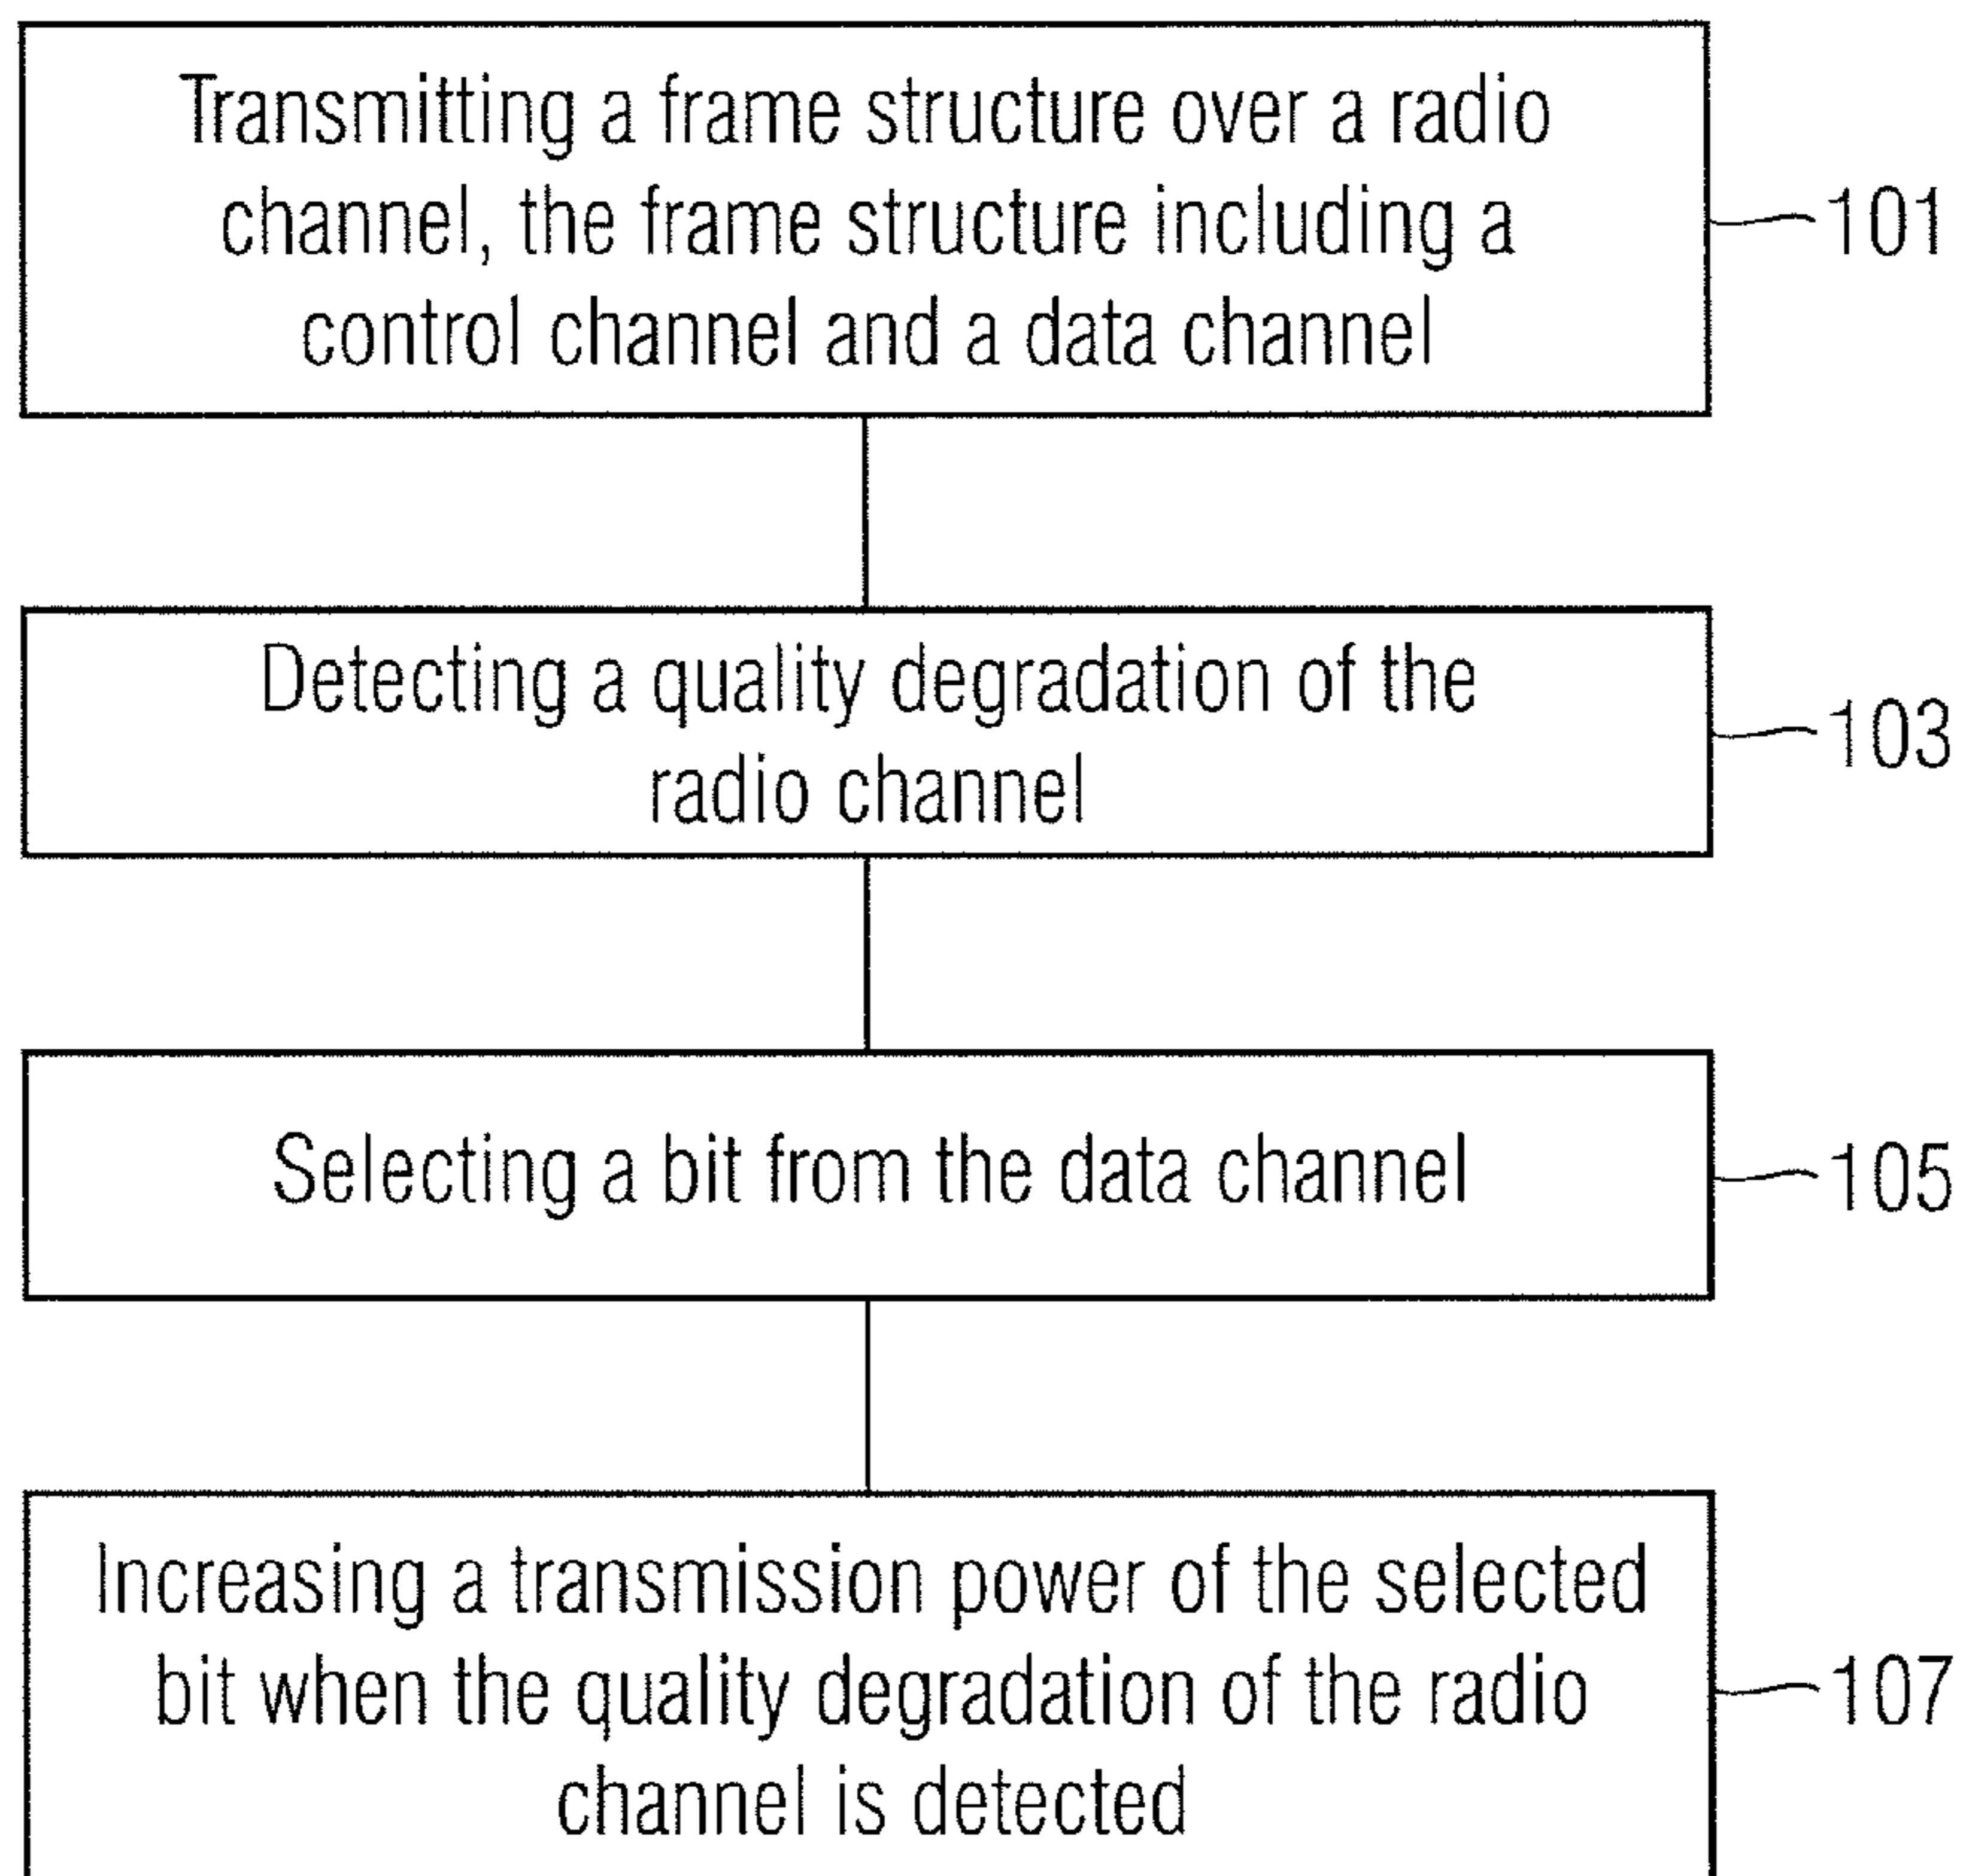 Transmitting a frame structure over a radio
channel, the frame structure including a
control channel and a data channel
101
Detecting a quality degradation of the
radio channel
103
Selecting a bit from the data channel
105
Increasing a transmission power of the selected
bit when the quality degradation of the radio
channel is detected
107